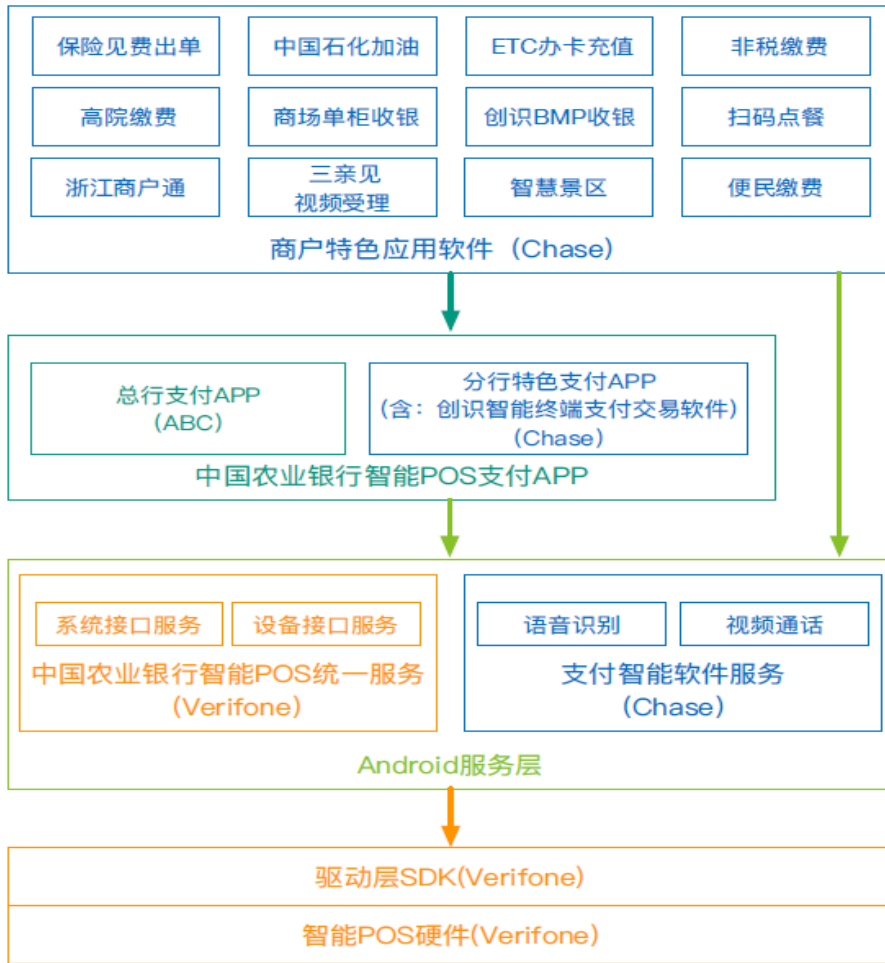 保险见费出单
中国石化加油
ETC办卡充值
非税缴费
高院缴费
商场单柜收银
创识BMP收银
扫码点餐
浙江商户通
三亲见
视频受理
智慧景区
便民缴费
商户特色应用软件（Chase）
总行支付APP
(ABC)
分行特色支付APP
(含：创识智能终端支付交易软件)
(Chase)
中国农业银行智能POS支付APP
系统接口服务
设备接口服务
中国农业银行智能POS统一服务
(Verifone)
语音识别
视频通话
支付智能软件服务
(Chase)
Android服务层
驱动层SDK(Verifone)
智能POS硬件(Verifone)